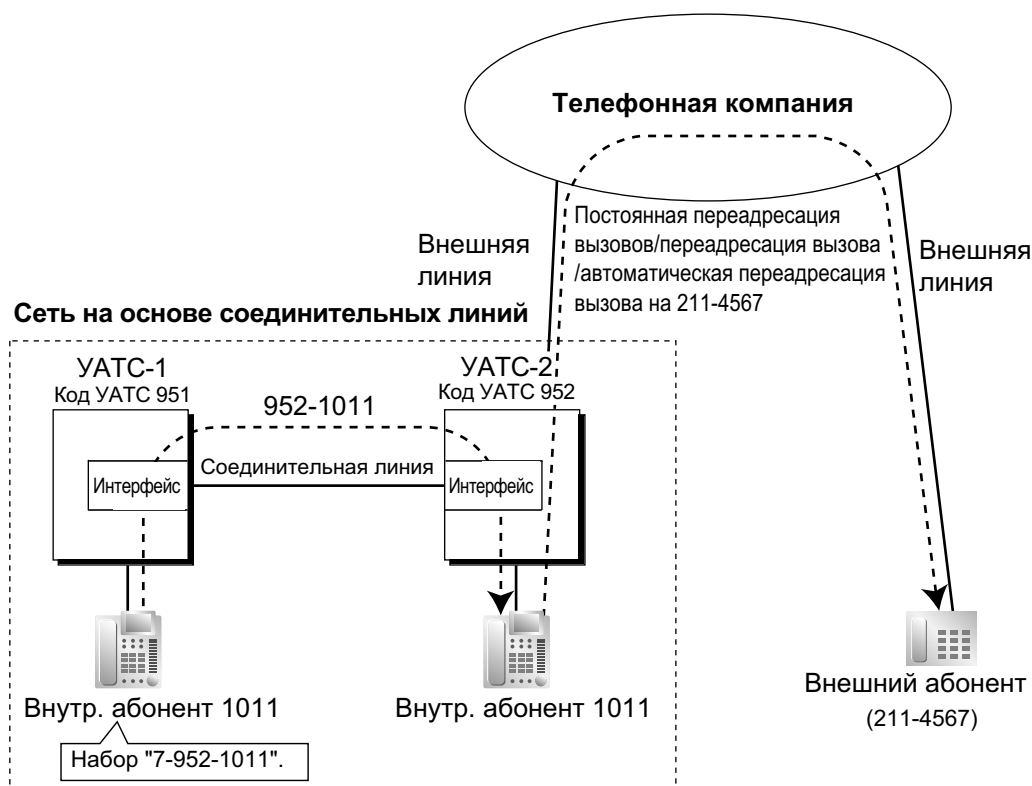 Телефонная компания
Постоянная переадресация
вызовов/переадресация вызова
/автоматическая переадресация
вызова на 211-4567
Внешняя
линия
Внешняя
линия
Сеть на основе соединительных линий
УАТС-1
Код УАТС 951
УАТС-2
Код УАТС 952
952-1011
Соединительная линия
Интерфейс
Интерфейс
Внутр. абонент 1011
Внутр. абонент 1011
Внешний абонент
(211-4567)
Набор "7-952-1011".